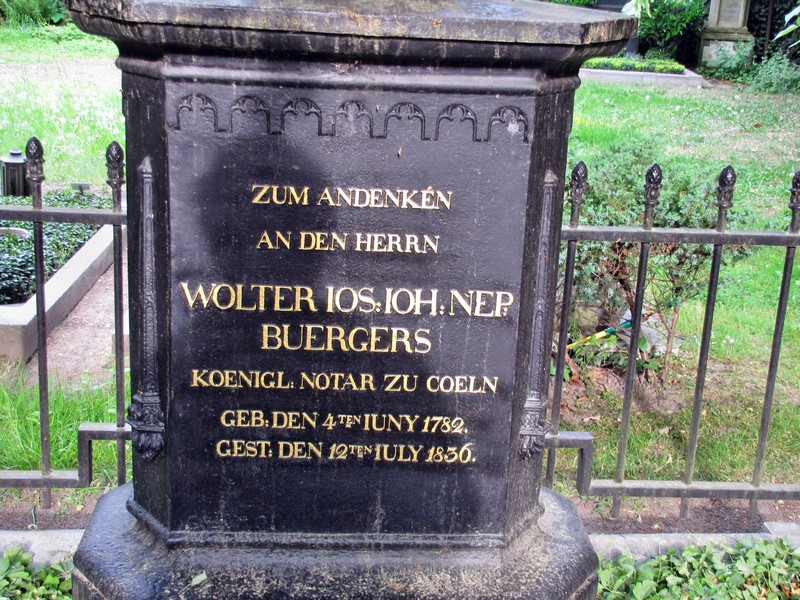 ZUM ANDENKEN
AN DEN HERRN
WOLTER IOS: IOH: NEP:
BUERGERS
KOENIGL: NOTAR ZU COELN
GEB: DEN 4TEN IUNY 1782.
GEST: DEN 12TEN IULY 1836.